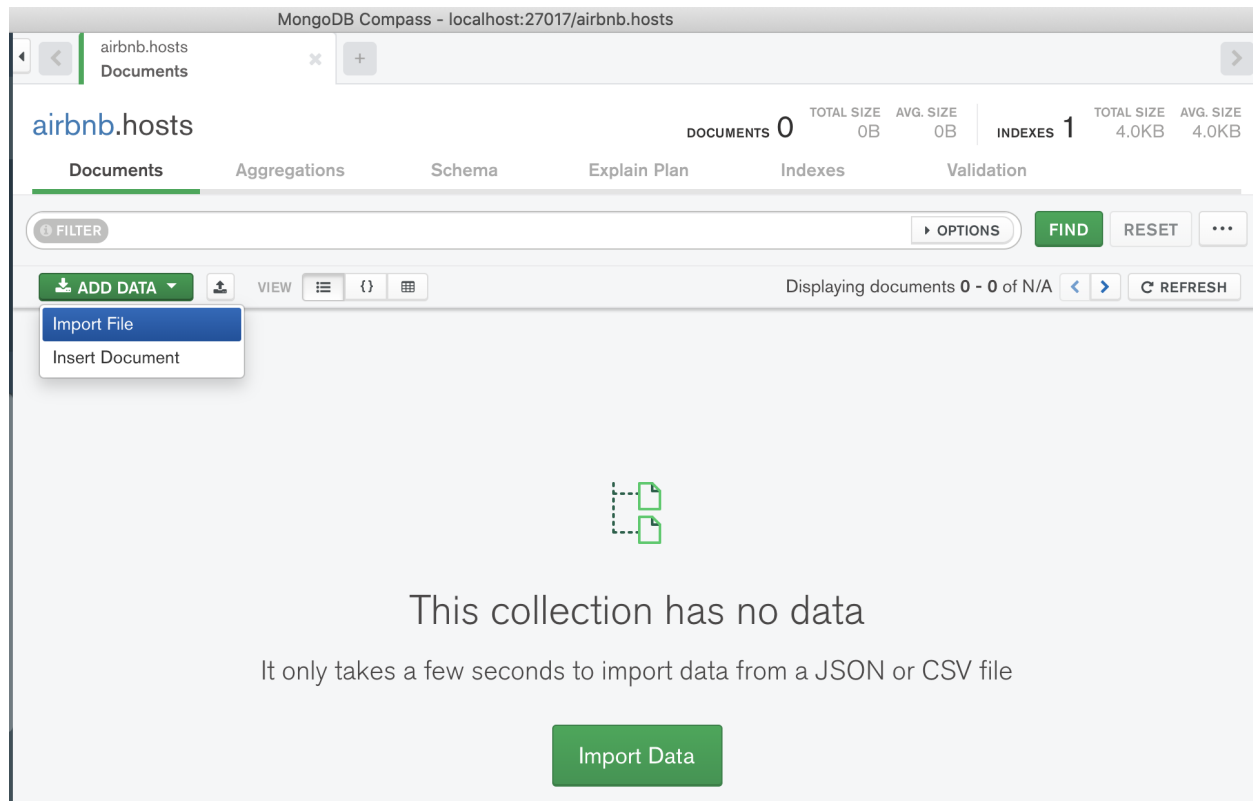 MongoDB Compass - localhost:27017/airbnb.hosts
airbnb.hosts
Documents
airbnb.hosts
DOCUMENTS 0 TOTAL SIZE 0B AVG. SIZE 0B INDEXES 1 TOTAL SIZE 4.0KB AVG. SIZE 4.0KB
Documents Aggregations Schema Explain Plan Indexes Validation
FILTER OPTIONS FIND RESET ...
ADD DATA VIEW {} Displaying documents 0 - 0 of N/A < > REFRESH
Import File
Insert Document
This collection has no data
It only takes a few seconds to import data from a JSON or CSV file
Import Data